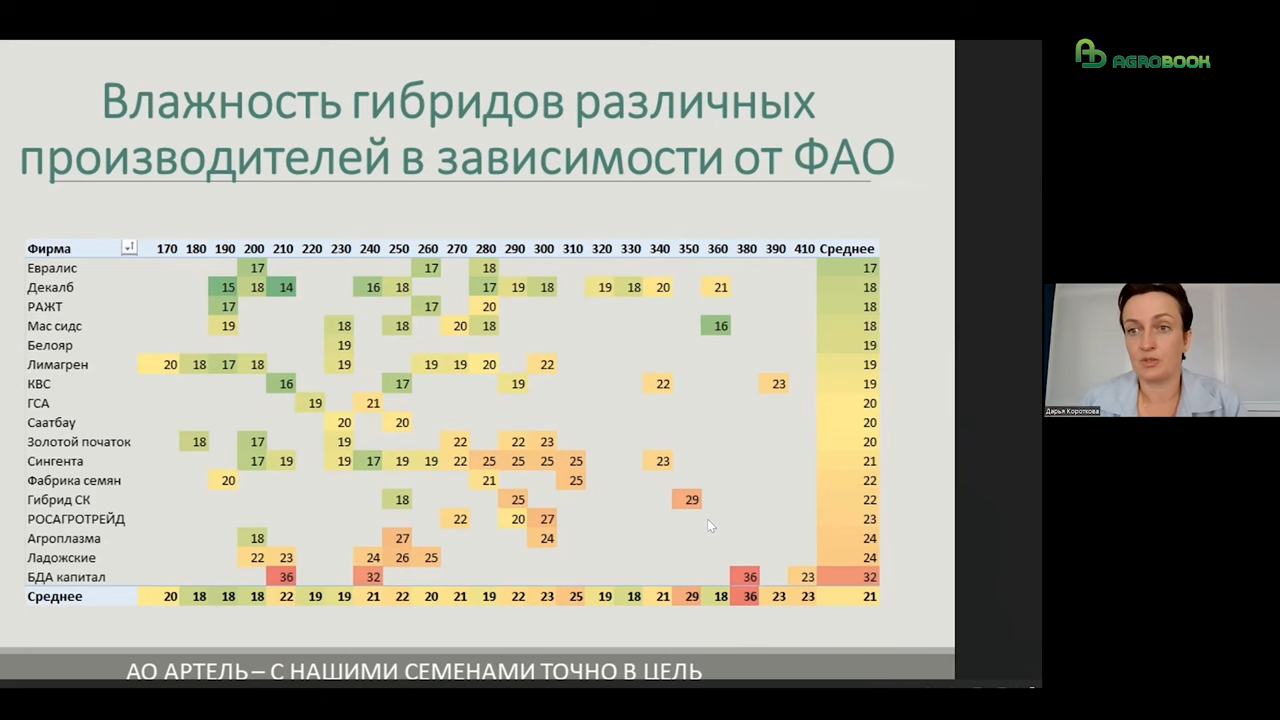 AGROBOOK
Влажность гибридов различных
производителей в зависимости от ФАО
Фирма 170 180 190 200 210 220 230 240 250 260 270 280 290 300 310 320 330 340 350 360 380 390 410 Среднее
Евралис 17 17 18 17
Декалб 15 18 14 16 18 17 19 18 19 18 20 21 18
РАЖТ 17 17 20 18
Мас сидс 19 18 18 20 18 16 18
Белояр 19 19
Лимагрен 20 18 17 18 19 19 19 20 22 19
КВС 16 17 19 22 23 19
ГСА 19 21 20
Саатбау 20 20 20
Золотой початок 18 17 19 22 22 23 20
Сингента 17 19 19 17 19 19 22 25 25 25 25 23 21
Фабрика семян 20 21 25 22
Гибрид СК 18 25 29 22
РОСАГРОТРЕЙД 22 20 27 23
Агроплазма 18 27 24 24
Ладожские 22 23 24 26 25 24
БДА капитал 36 32 36 23 32
Среднее 20 18 18 18 22 19 19 21 22 20 21 19 22 23 25 19 18 21 29 18 36 23 23 21
АО АРТЕЛЬ – С НАШИМИ СЕМЕНАМИ ТОЧНО В ЦЕЛЬ
Дарья Короткова